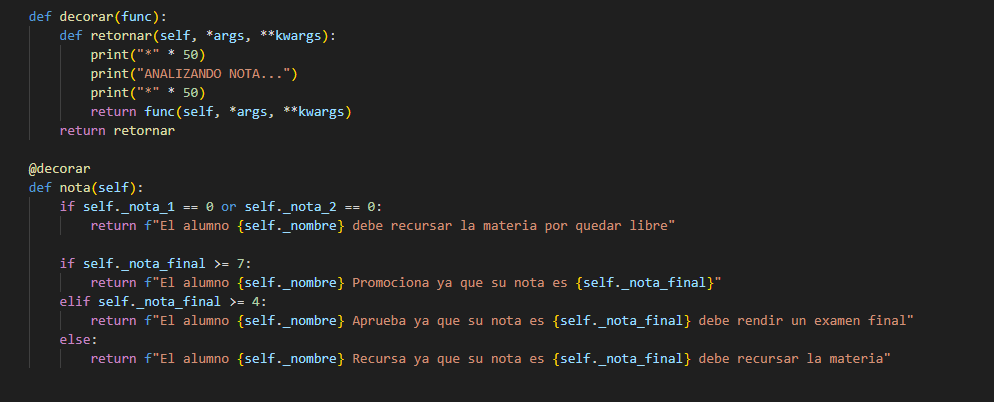 def decorar(func):
    def retornar(self, *args, **kwargs):
        print("*" * 50)
        print("ANALIZANDO NOTA...")
        print("*" * 50)
        return func(self, *args, **kwargs)
    return retornar

@decorar
def nota(self):
    if self._nota_1 == 0 or self._nota_2 == 0:
        return f"El alumno {self._nombre} debe recursar la materia por quedar libre"

    if self._nota_final >= 7:
        return f"El alumno {self._nombre} Promociona ya que su nota es {self._nota_final}"
    elif self._nota_final >= 4:
        return f"El alumno {self._nombre} Aprueba ya que su nota es {self._nota_final} debe rendir un examen final"
    else:
        return f"El alumno {self._nombre} Recursa ya que su nota es {self._nota_final} debe recursar la materia"